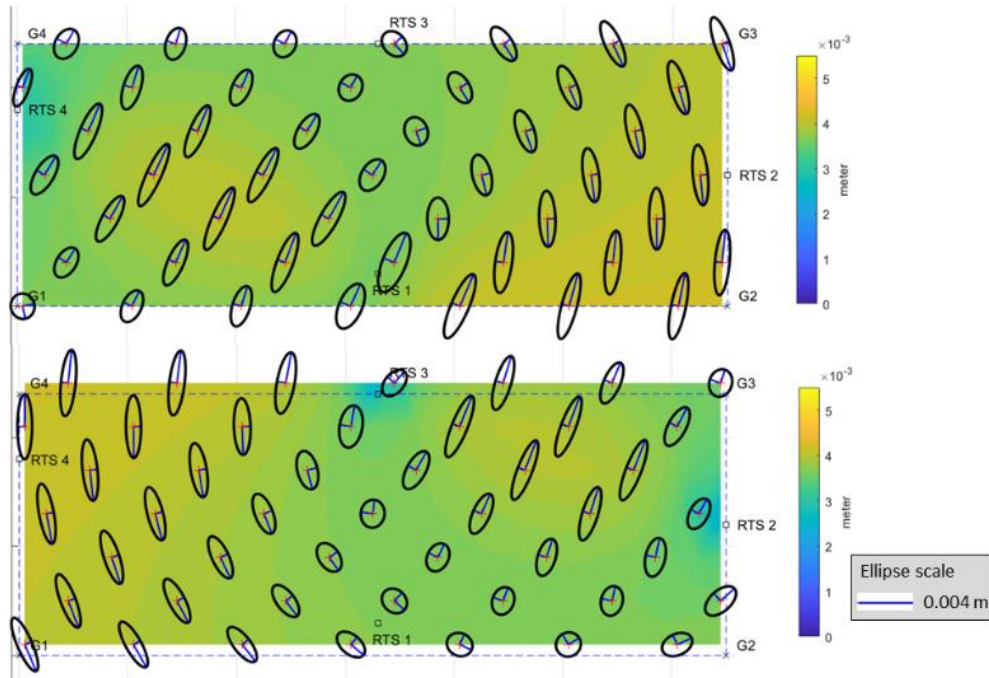 G4
RTS 3
G3
RTS 4
RTS 2
G1
RTS 1
G2
×10⁻³
5
4
3
2
1
0
meter
G4
RTS 3
G3
RTS 4
RTS 2
G1
RTS 1
G2
×10⁻³
5
4
3
2
1
0
meter
Ellipse scale
0.004 m